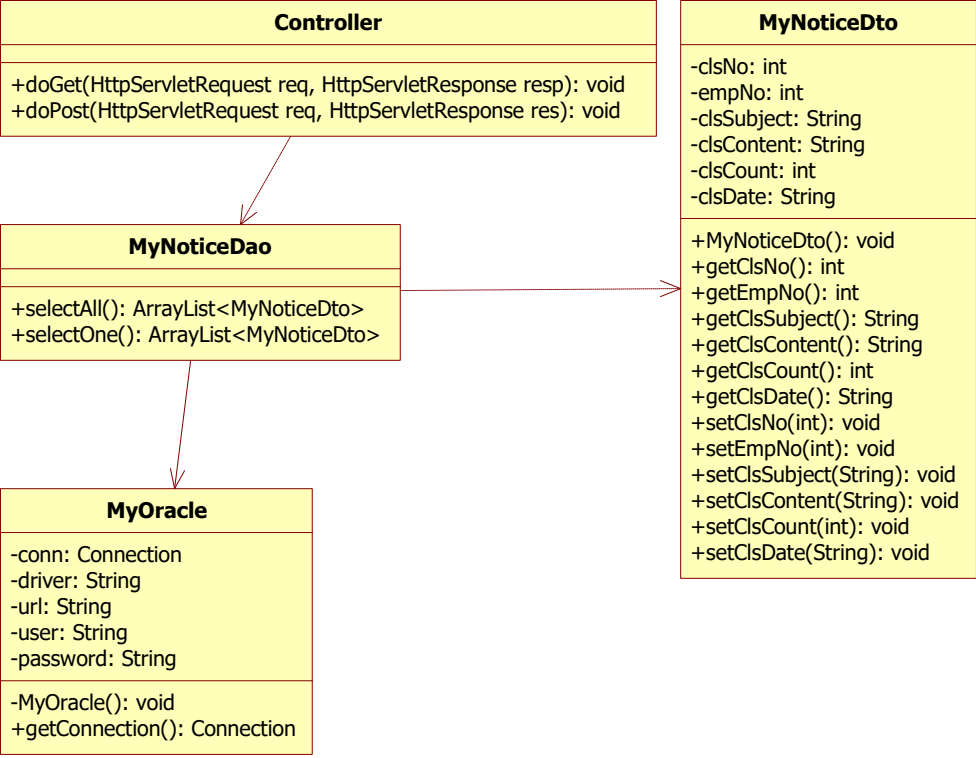 Controller
+doGet(HttpServletRequest req, HttpServletResponse resp): void
+doPost(HttpServletRequest req, HttpServletResponse res): void
MyNoticeDao
+selectAll(): ArrayList<MyNoticeDto>
+selectOne(): ArrayList<MyNoticeDto>
MyOracle
-conn: Connection
-driver: String
-url: String
-user: String
-password: String
-MyOracle(): void
+getConnection(): Connection
MyNoticeDto
-clsNo: int
-empNo: int
-clsSubject: String
-clsContent: String
-clsCount: int
-clsDate: String
+MyNoticeDto(): void
+getClsNo(): int
+getEmpNo(): int
+getClsSubject(): String
+getClsContent(): String
+getClsCount(): int
+getClsDate(): String
+setClsNo(int): void
+setEmpNo(int): void
+setClsSubject(String): void
+setClsContent(String): void
+setClsCount(int): void
+setClsDate(String): void